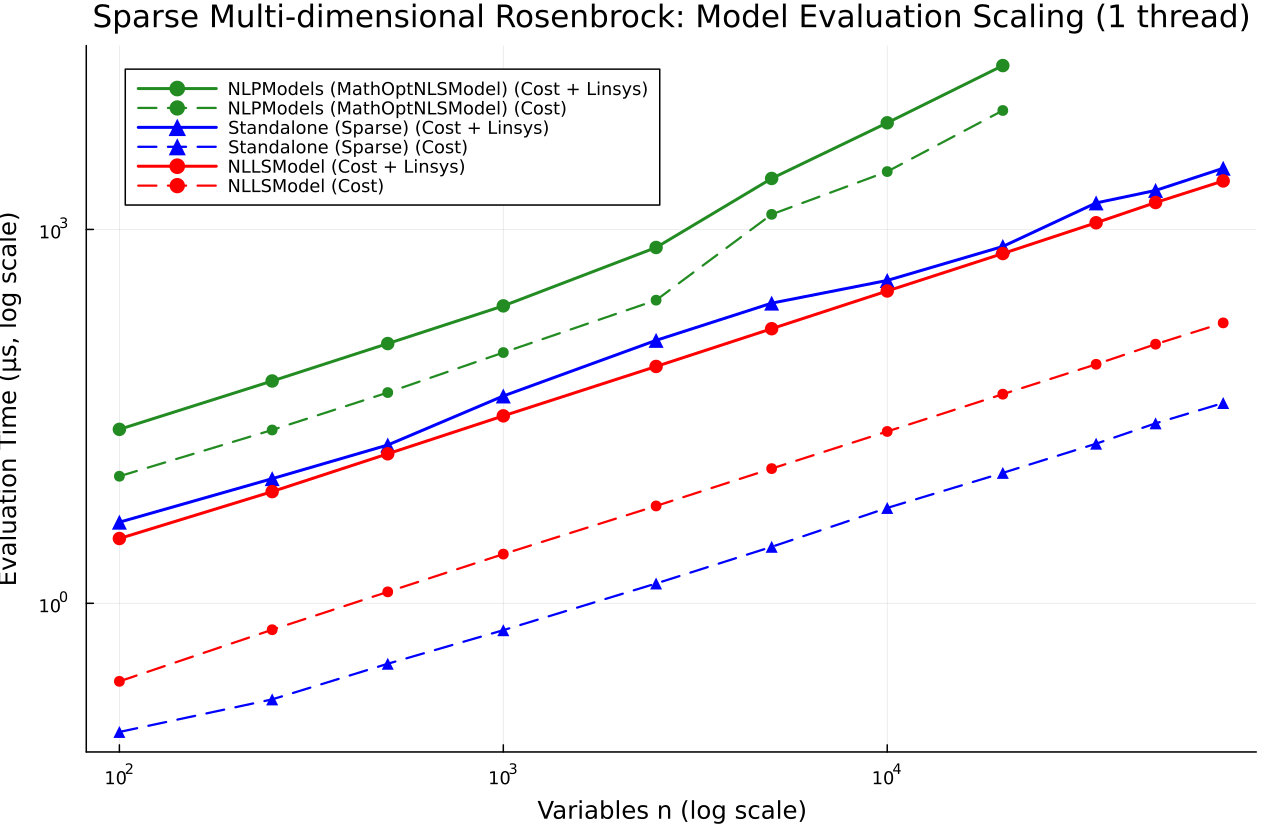 Sparse Multi-dimensional Rosenbrock: Model Evaluation Scaling (1 thread)
NLPModels (MathOptNLSModel) (Cost + Linsys)
NLPModels (MathOptNLSModel) (Cost)
Standalone (Sparse) (Cost + Linsys)
Standalone (Sparse) (Cost)
NLLSModel (Cost + Linsys)
NLLSModel (Cost)
Evaluation Time (μs, log scale)
10³
10⁰
10² 10³ 10⁴
Variables n (log scale)